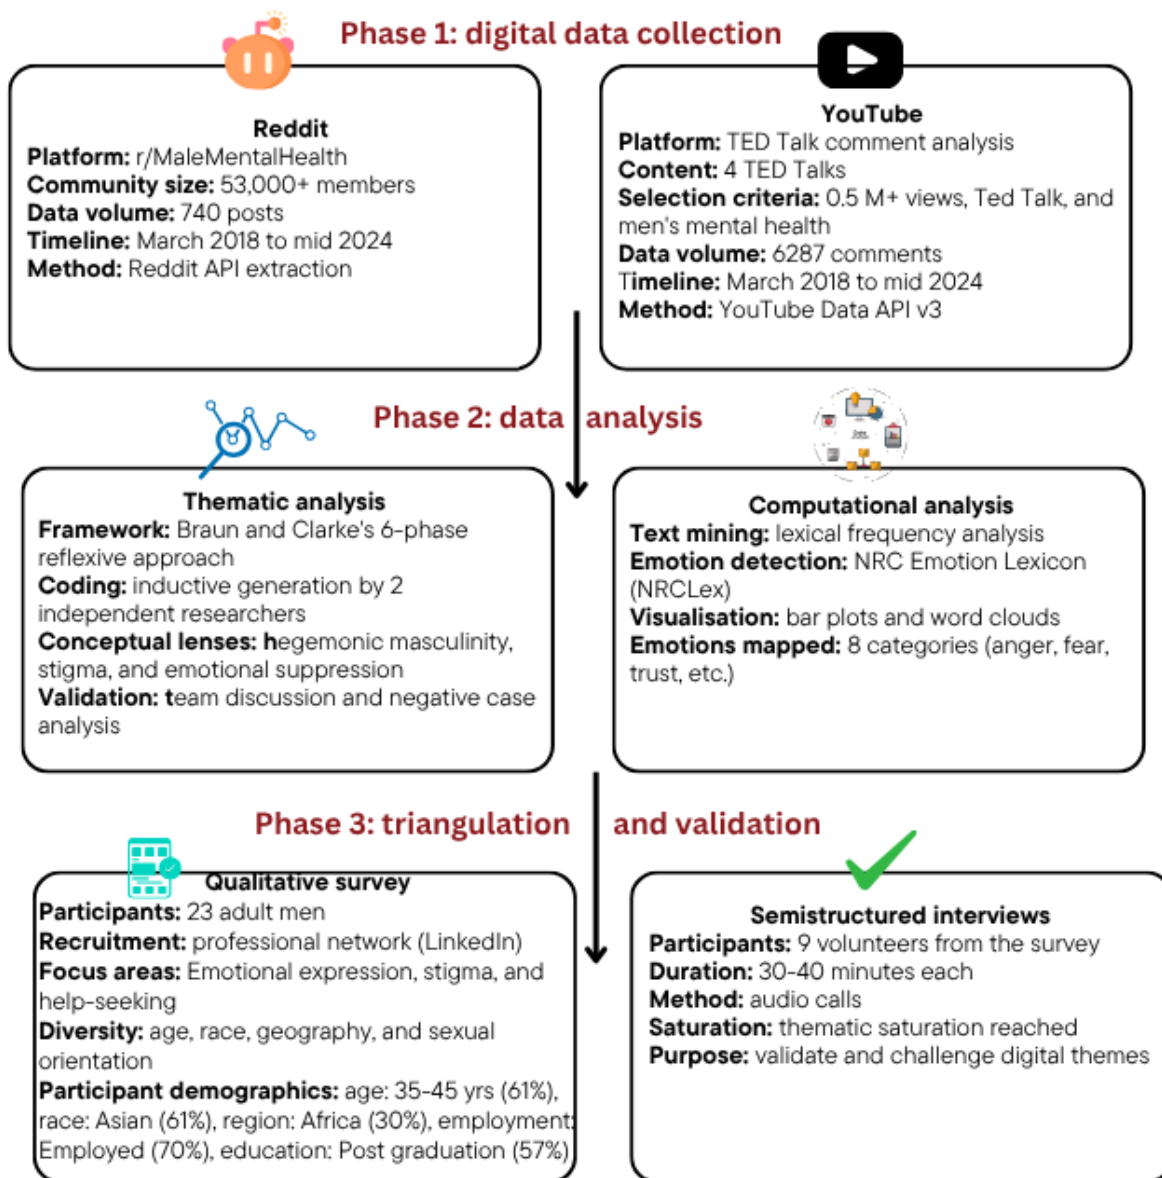 Phase 1: digital data collection
Reddit
Platform: r/MaleMentalHealth
Community size: 53,000+ members
Data volume: 740 posts
Timeline: March 2018 to mid 2024
Method: Reddit API extraction
YouTube
Platform: TED Talk comment analysis
Content: 4 TED Talks
Selection criteria: 0.5 M+ views, Ted Talk, and
men's mental health
Data volume: 6287 comments
Timeline: March 2018 to mid 2024
Method: YouTube Data API v3
Phase 2: data analysis
Thematic analysis
Framework: Braun and Clarke's 6-phase
reflexive approach
Coding: inductive generation by 2
independent researchers
Conceptual lenses: hegemonic masculinity,
stigma, and emotional suppression
Validation: team discussion and negative case
analysis
Computational analysis
Text mining: lexical frequency analysis
Emotion detection: NRC Emotion Lexicon
(NRCLex)
Visualisation: bar plots and word clouds
Emotions mapped: 8 categories (anger, fear,
trust, etc.)
Phase 3: triangulation and validation
Qualitative survey
Participants: 23 adult men
Recruitment: professional network (LinkedIn)
Focus areas: Emotional expression, stigma, and
help-seeking
Diversity: age, race, geography, and sexual
orientation
Participant demographics: age: 35-45 yrs (61%),
race: Asian (61%), region: Africa (30%), employment:
Employed (70%), education: Post graduation (57%)
Semistructured interviews
Participants: 9 volunteers from the survey
Duration: 30-40 minutes each
Method: audio calls
Saturation: thematic saturation reached
Purpose: validate and challenge digital themes